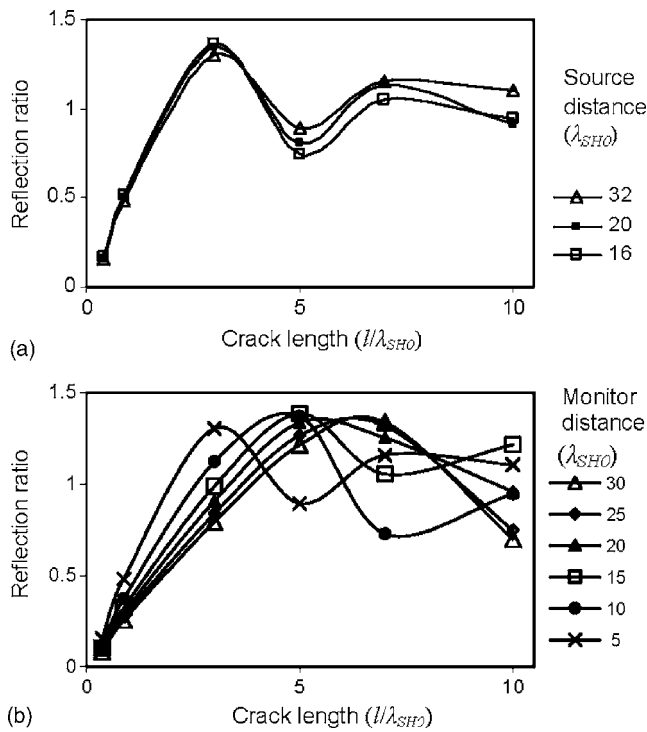 1.5
1
0.5
0
0
5
10
Reflection ratio
Crack length (l/λSH0)
(a)
Source
distance
(λSH0)
32
20
16
1.5
1
0.5
0
0
5
10
Reflection ratio
Crack length (l/λSH0)
(b)
Monitor
distance
(λSH0)
30
25
20
15
10
5